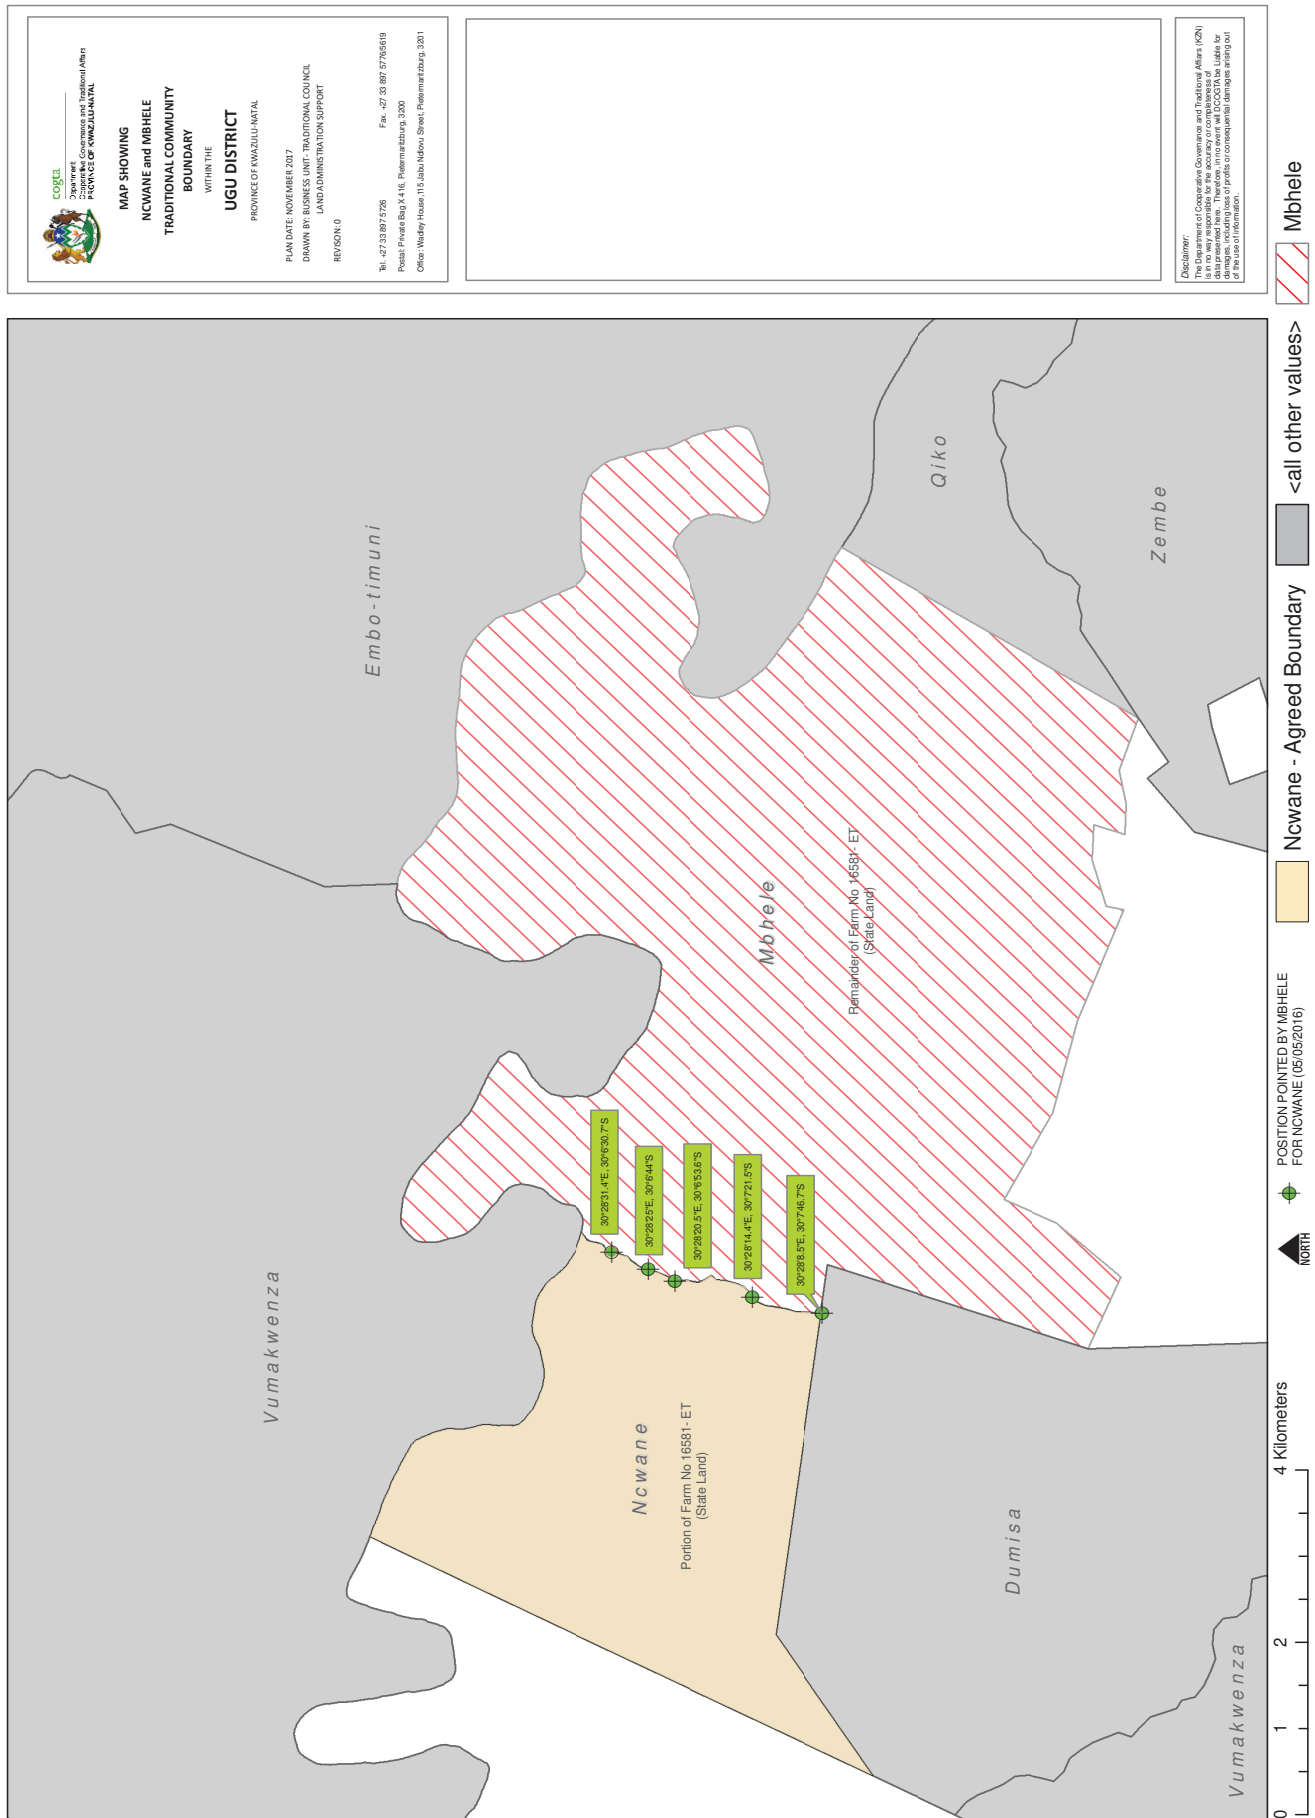 cogta
Department
Cooperative Governance and Traditional Affairs
PROVINCE OF KWAZULU-NATAL
MAP SHOWING
NCWANE and MBHELE
TRADITIONAL COMMUNITY
BOUNDARY
WITHIN THE
UGU DISTRICT
PROVINCE OF KWAZULU-NATAL
PLAN DATE: NOVEMBER 2017
DRAWN BY: BUSINESS UNIT- TRADITIONAL COUNCIL
LAND ADMINISTRATION SUPPORT
REVISON: 0
Tel. +27 33 897 5726 Fax. +27 33 897 5776/5619
Postal: Private Bag X 416, Pietermaritzburg, 3200
Office: Wadley House, 115 Jabu Ndlovu Street, Pietermaritzburg, 3201
Disclaimer:
The Department of Cooperative Governance and Traditional Affairs (KZN)
is in no way responsible for the accuracy or completeness of
data presented here. Therefore, in no event will DCOGTA be Liable for
damages, including loss of profits or consequential damages arising out
of the use of information.
Vumakwenza
Embo-timuni
Qiko
Zembe
Mbhele
Remainder of Farm No 16581- ET
(State Land)
30°28'31.4"E, 30°6'30.7"S
30°28'25"E, 30°6'44"S
30°28'20.5"E, 30°6'53.6"S
30°28'14.4"E, 30°7'21.5"S
30°28'8.5"E, 30°7'46.7"S
Ncwane
Portion of Farm No 16581- ET
(State Land)
Dumisa
Vumakwenza
0 1 2 4 Kilometers
NORTH
POSITION POINTED BY MBHELE
FOR NCWANE (05/05/2016)
Ncwane - Agreed Boundary
<all other values>
Mbhele